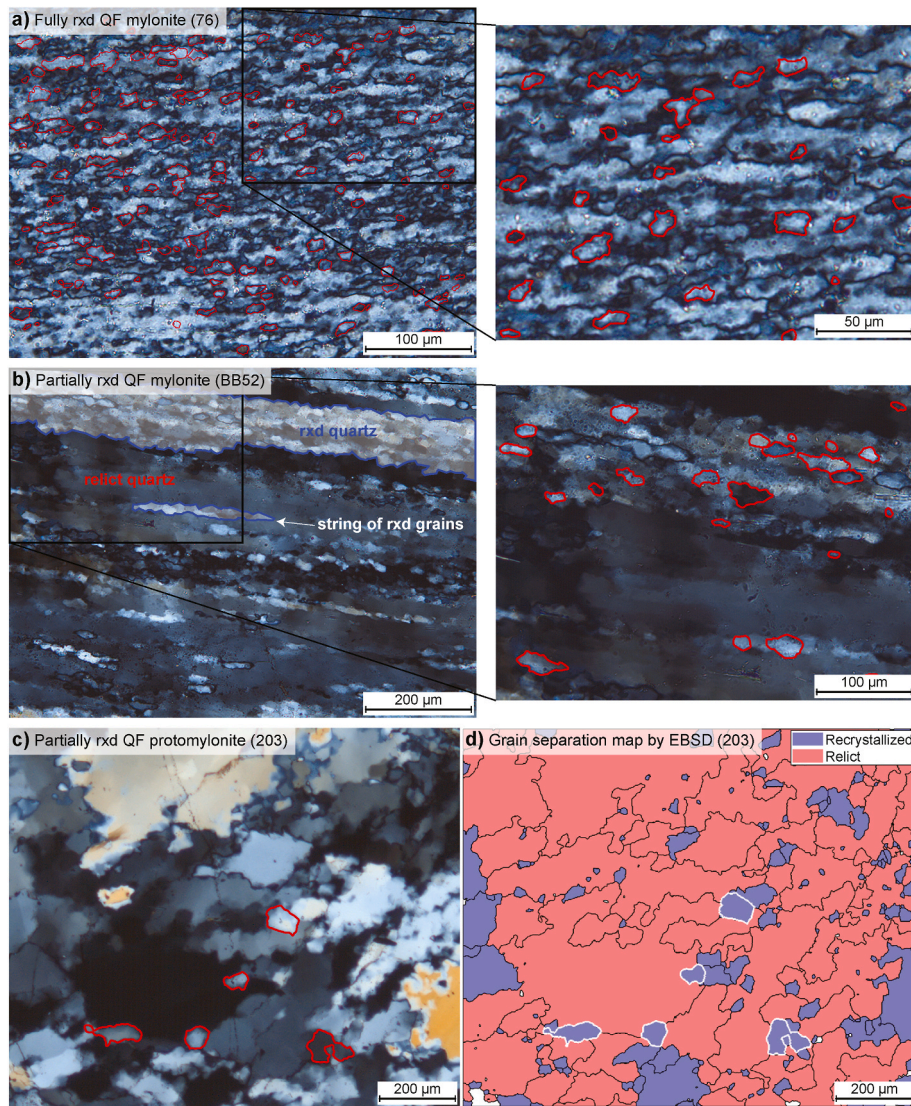 a) Fully rxd QF mylonite (76)
100 µm
50 µm
b) Partially rxd QF mylonite (BB52)
rxd quartz
relict quartz
string of rxd grains
200 µm
100 µm
c) Partially rxd QF protomylonite (203)
200 µm
d) Grain separation map by EBSD (203)
Recrystallized
Relict
200 µm